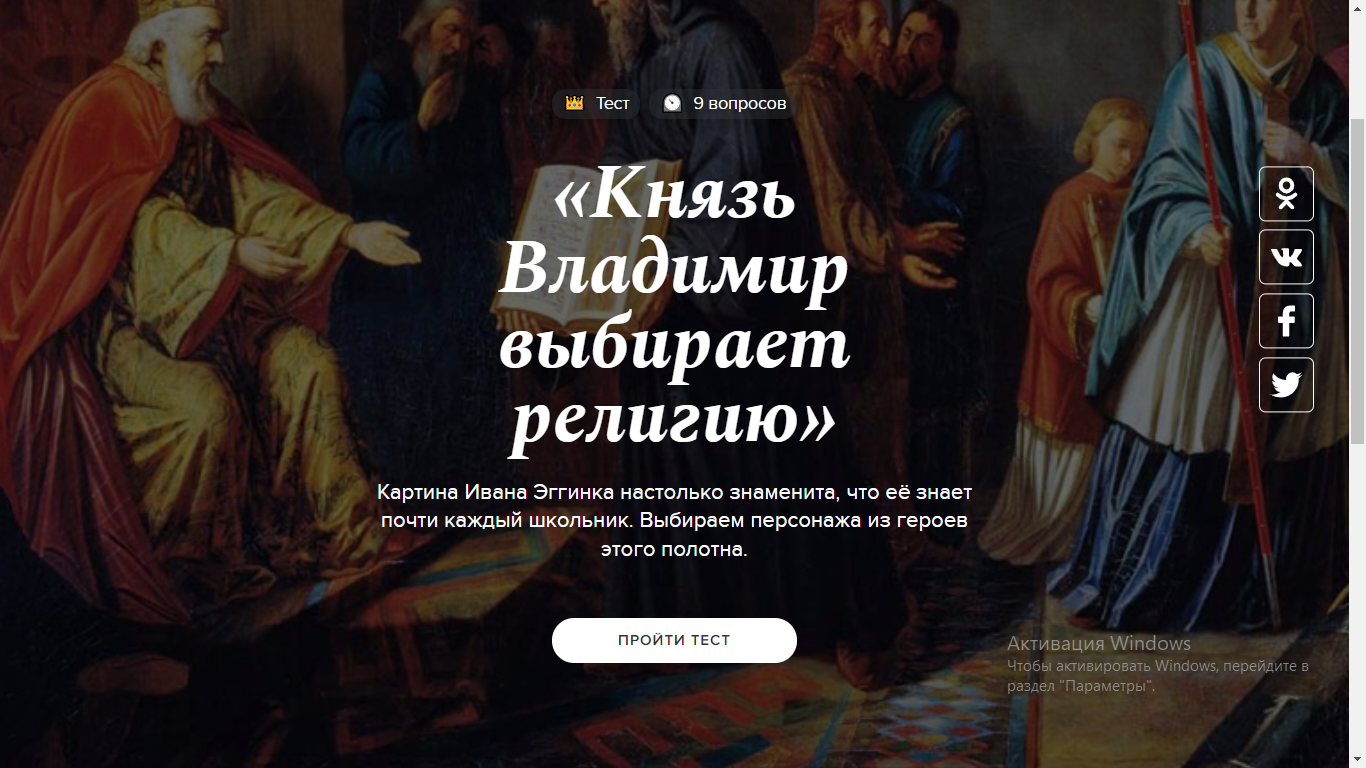 Тест
9 вопросов
«Князь
Владимир
выбирает
религию»
Картина Ивана Эггинка настолько знаменита, что её знает
почти каждый школьник. Выбираем персонажа из героев
этого полотна.
ПРОЙТИ ТЕСТ
Активация Windows
Чтобы активировать Windows, перейдите в
раздел "Параметры".